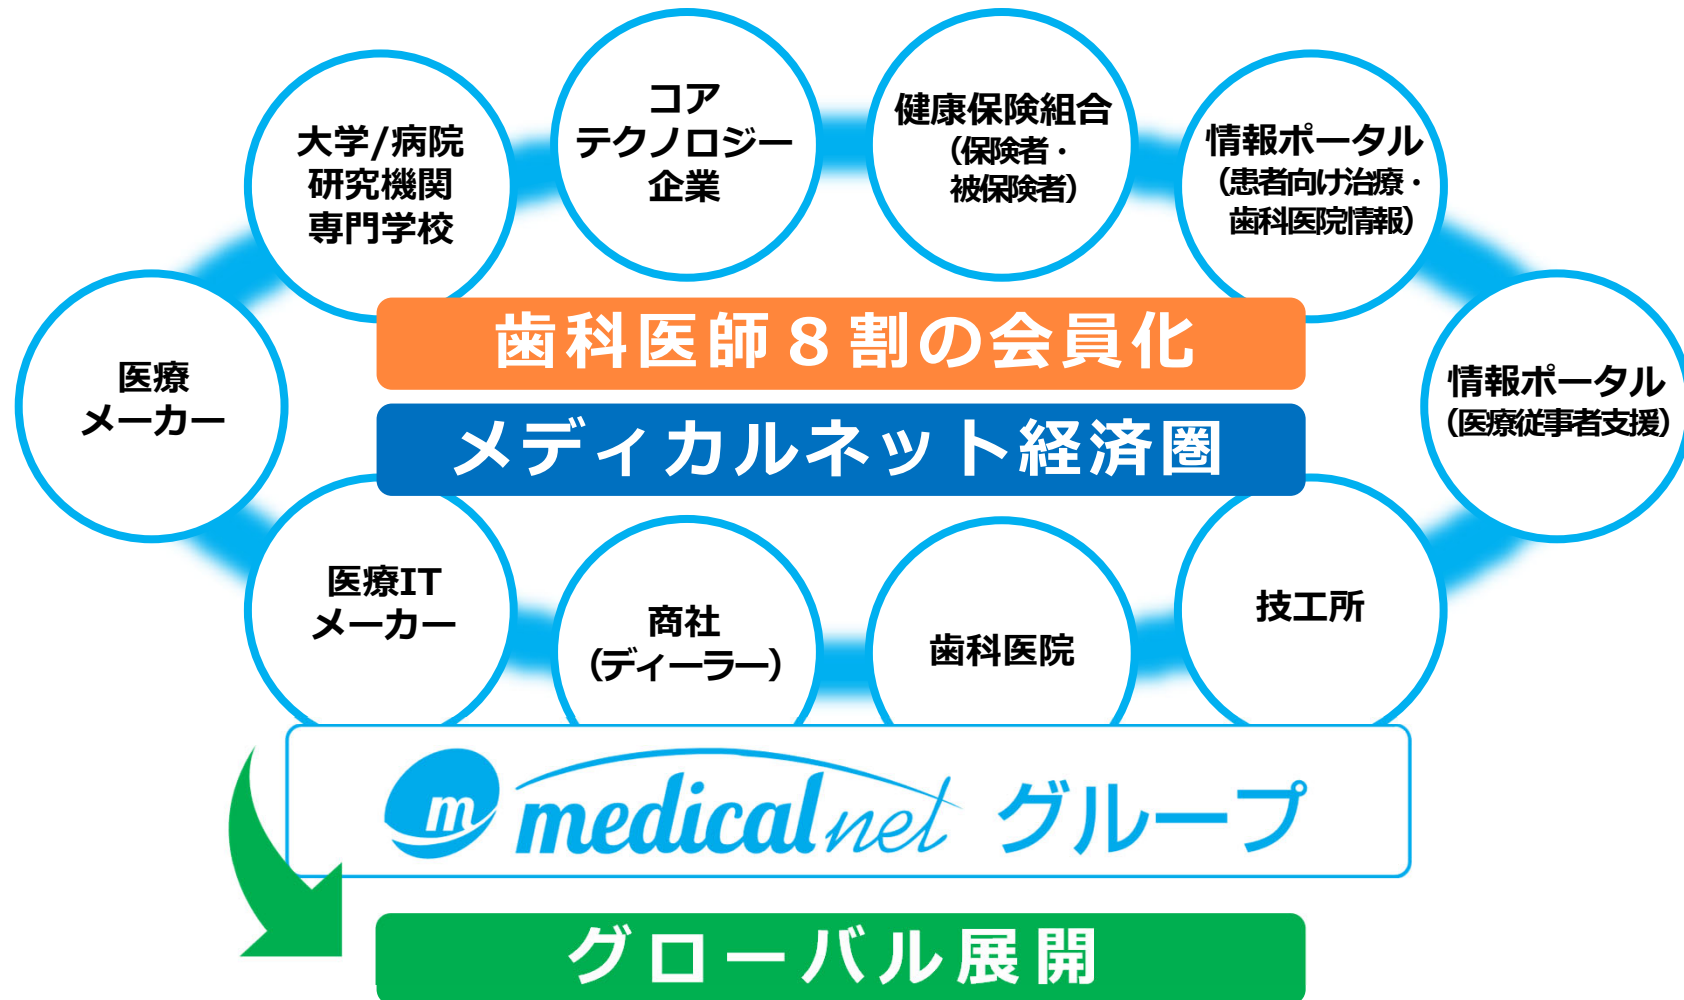 コア
テクノロジー
企業
健康保険組合
（保険者・
被保険者）
大学/病院
研究機関
専門学校
情報ポータル
（患者向け治療・
歯科医院情報）
歯科医師８割の会員化
医療
メーカー
情報ポータル
（医療従事者支援）
メディカルネット経済圏
医療IT
メーカー
商社
（ディーラー）
歯科医院
技工所
m medicalnet グループ
グローバル展開